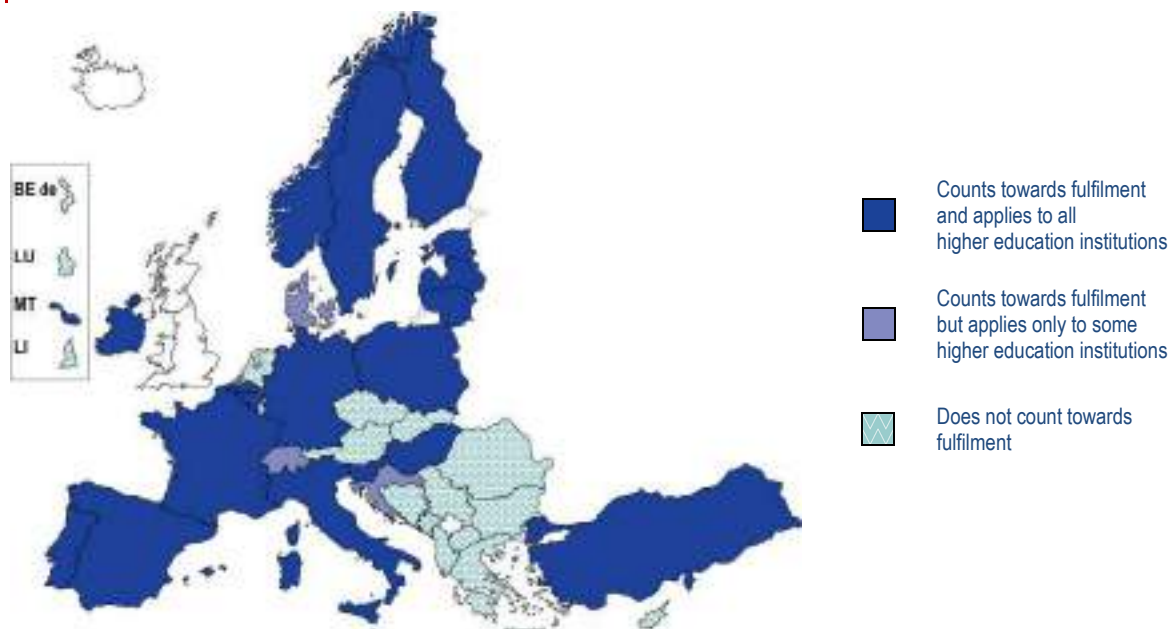 BE de
LU
MT
LI
Counts towards fulfilment
and applies to all
higher education institutions
Counts towards fulfilment
but applies only to some
higher education institutions
Does not count towards
fulfilment